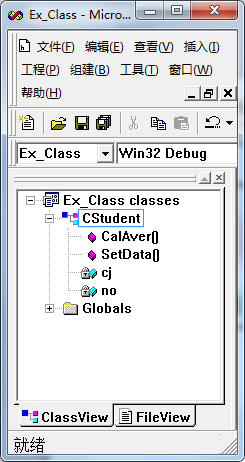 Ex_Class - Micro...
文件(F) 编辑(E) 查看(V) 插入(I)
工程(P) 组建(B) 工具(T) 窗口(W)
帮助(H)
Ex_Class Win32 Debug
Ex_Class classes
CStudent
CalAver()
SetData()
cj
no
Globals
ClassView FileView
就绪